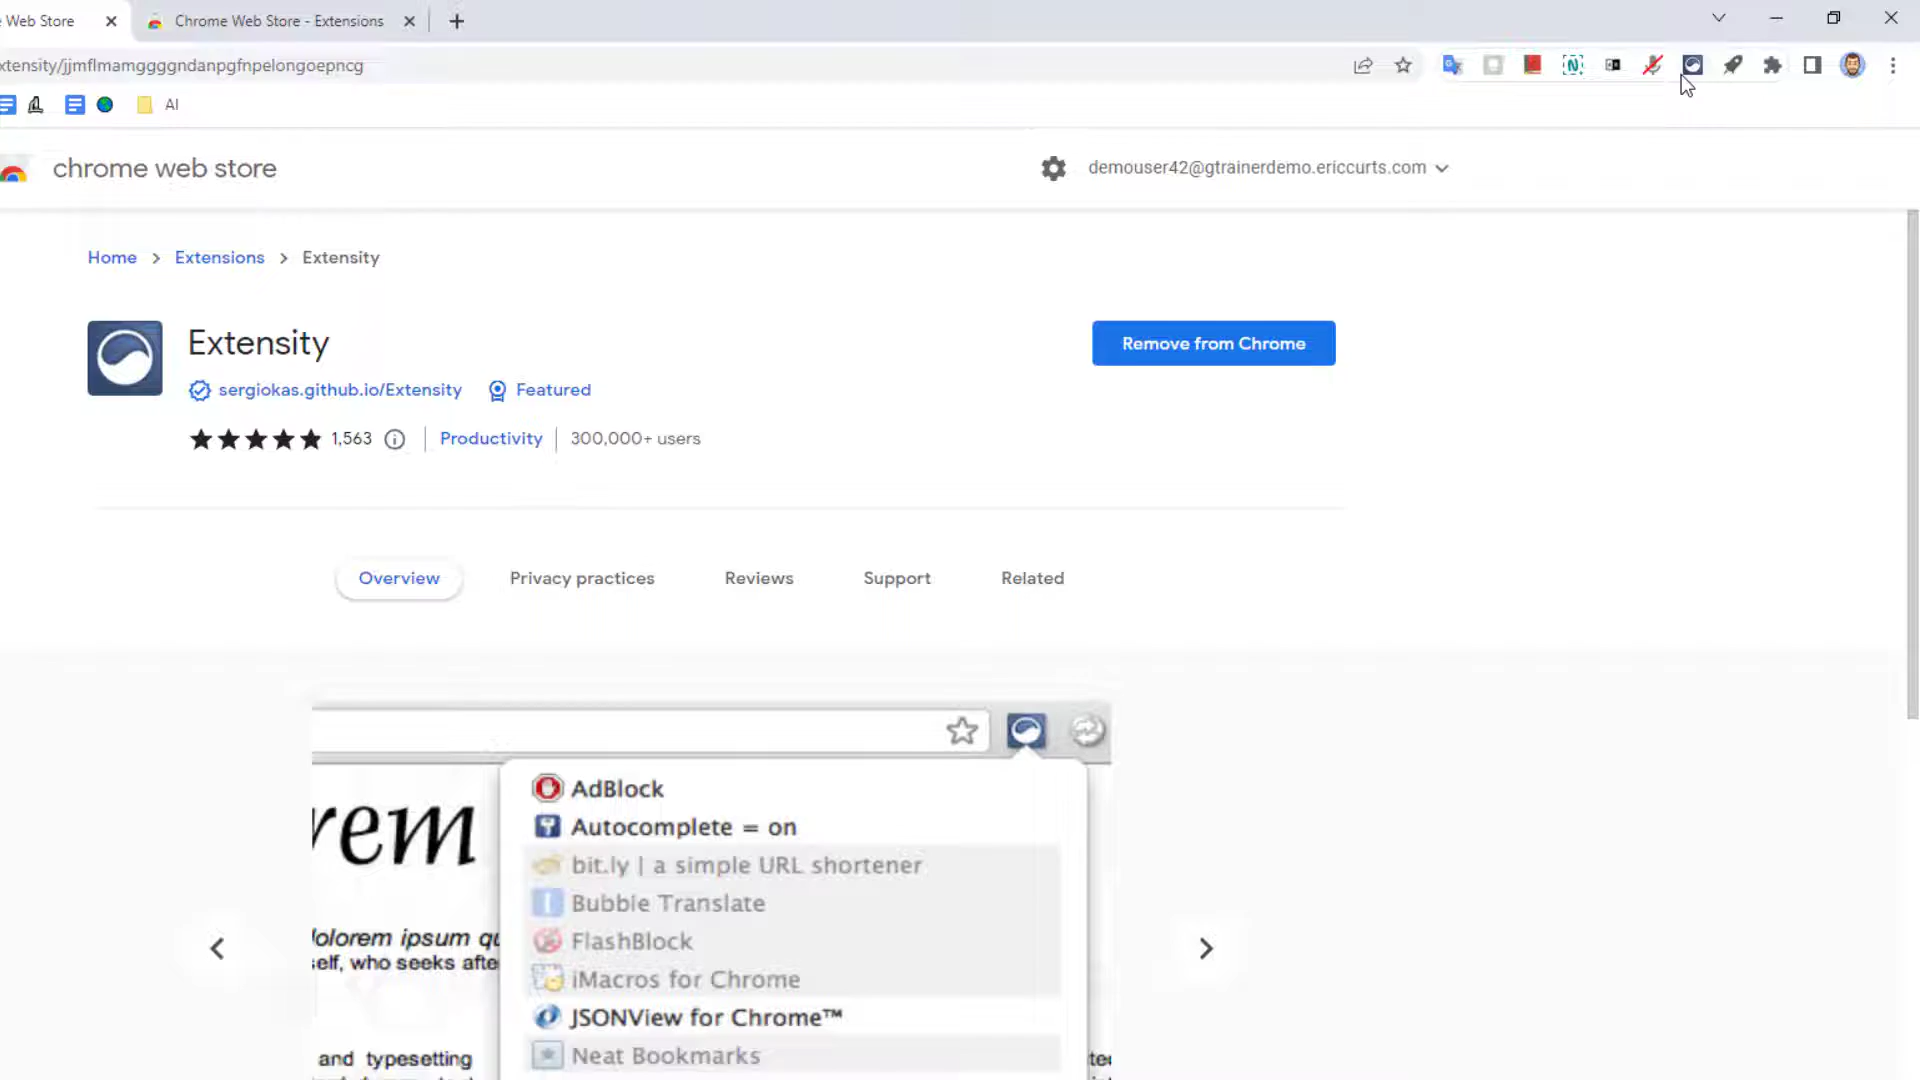 Web Store
Chrome Web Store - Extensions
xtensity/jjmflmamggggndanpgfnpelongoepncg
AI
chrome web store
demouser42@gtrainerdemo.ericcurts.com
Home > Extensions > Extensity
Extensity
Remove from Chrome
sergiokas.github.io/Extensity Featured
1,563 Productivity 300,000+ users
Overview Privacy practices Reviews Support Related
AdBlock
Autocomplete = on
bit.ly | a simple URL shortener
Bubble Translate
FlashBlock
iMacros for Chrome
JSONView for Chrome™
Neat Bookmarks
rem
dolorem ipsum qu
self, who seeks afte
and typesetting